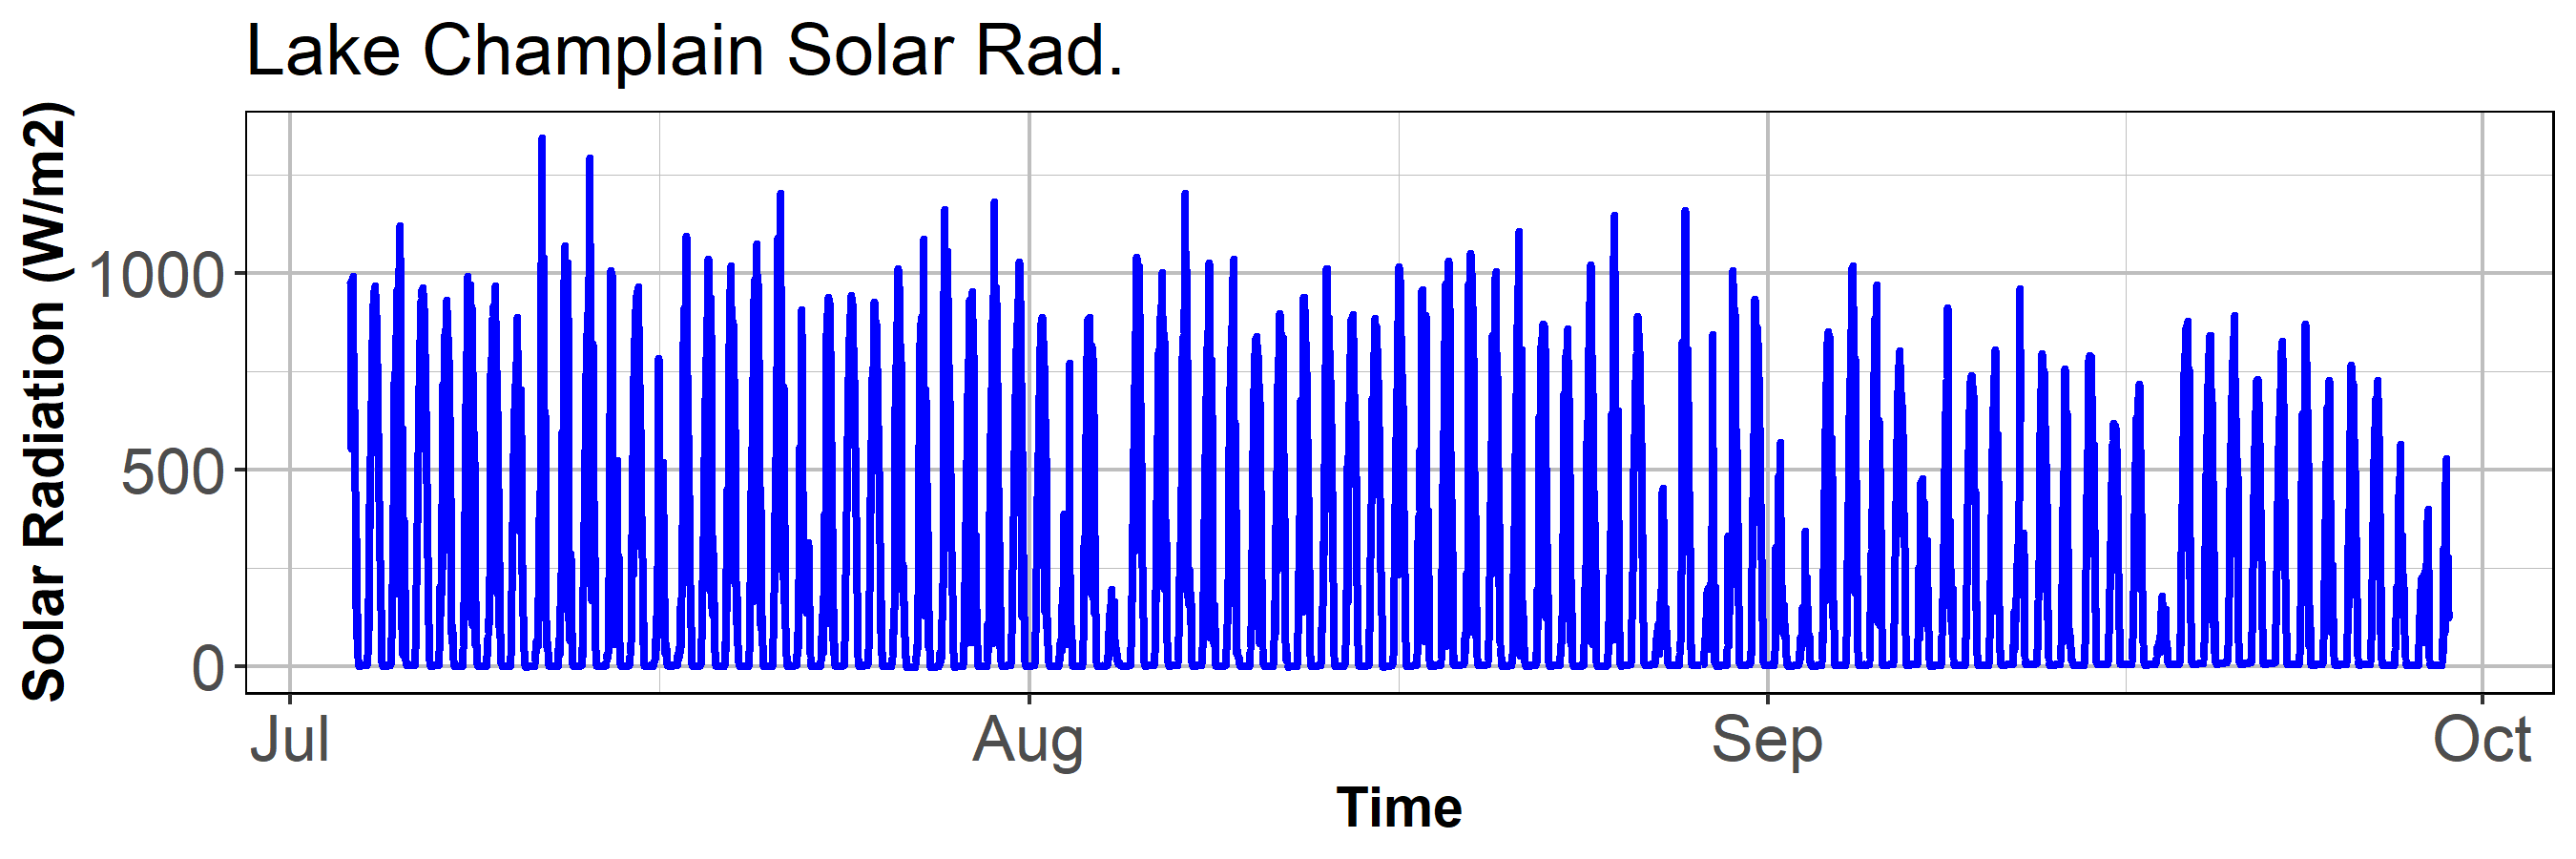 Lake Champlain Solar Rad.
Solar Radiation (W/m2)
1000
500
0
Jul Aug Sep Oct
Time